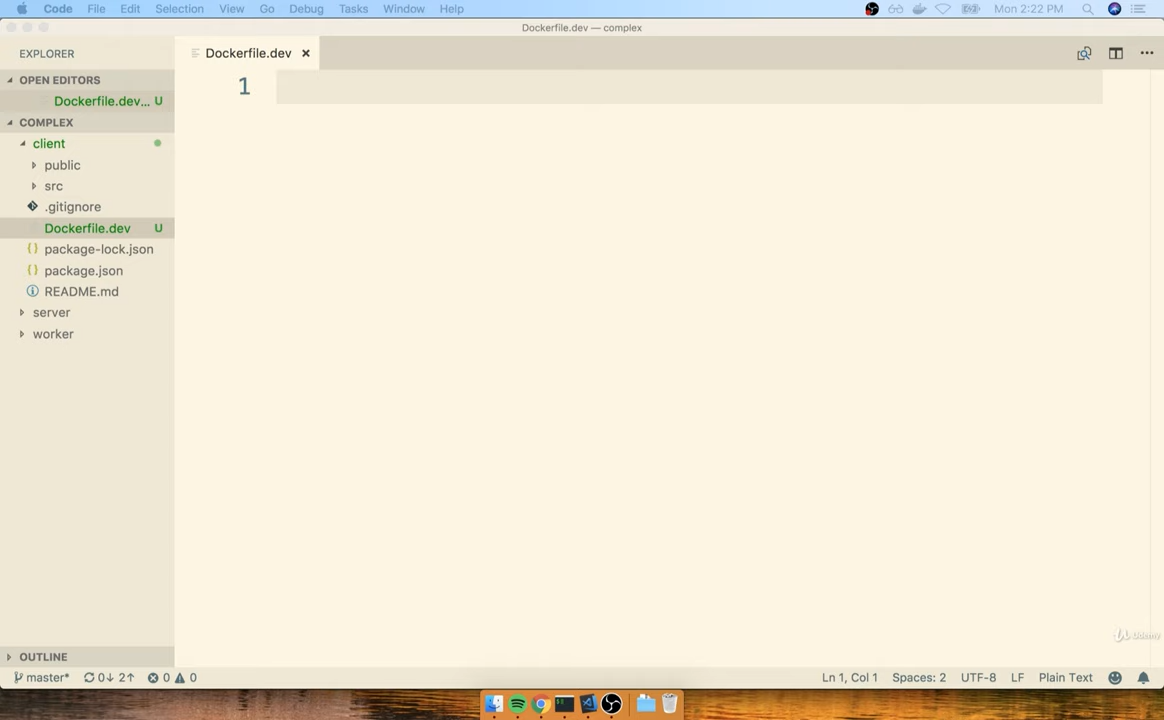 Code File Edit Selection View Go Debug Tasks Window Help Mon 2:22 PM
Dockerfile.dev — complex
EXPLORER
Dockerfile.dev
OPEN EDITORS
Dockerfile.dev... U
1
COMPLEX
client
public
src
.gitignore
Dockerfile.dev U
package-lock.json
package.json
README.md
server
worker
Udemy
OUTLINE
master* 0↓ 2↑ 0 0 Ln 1, Col 1 Spaces: 2 UTF-8 LF Plain Text